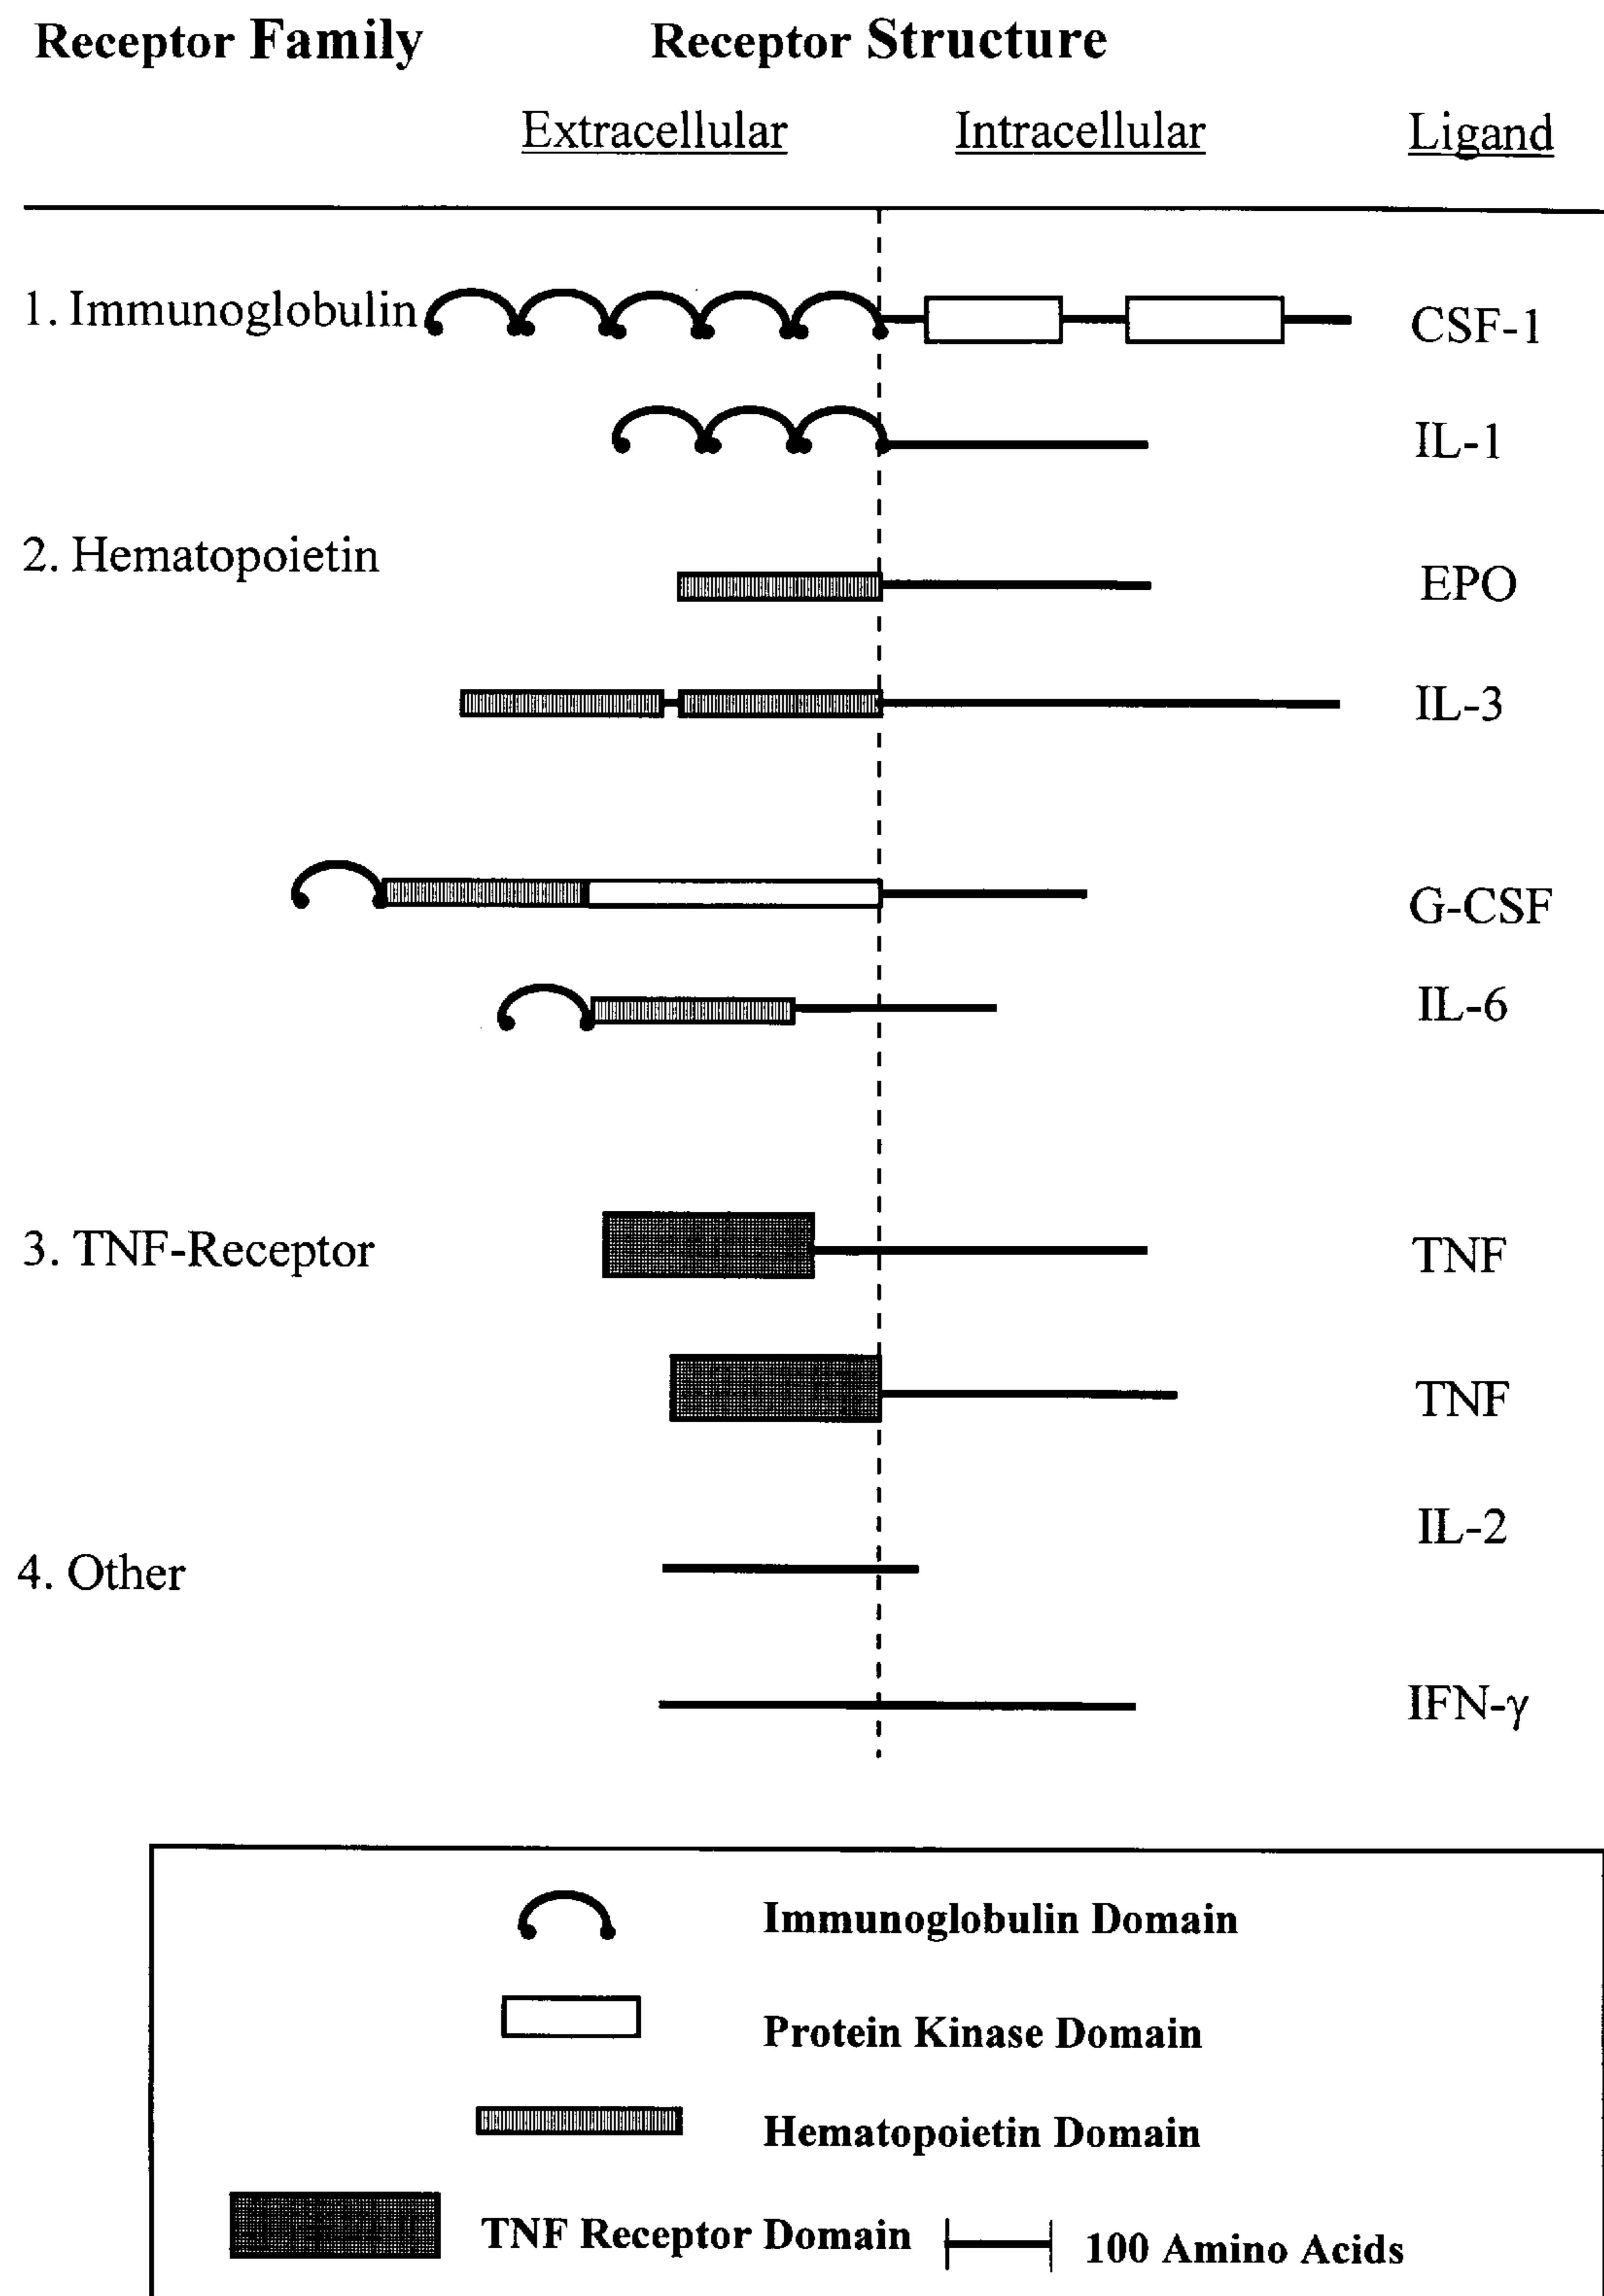 Receptor Family Receptor Structure
Extracellular Intracellular Ligand
1. Immunoglobulin CSF-1
IL-1
2. Hematopoietin
EPO
IL-3
G-CSF
IL-6
3. TNF-Receptor TNF
TNF
IL-2
4. Other
IFN-γ
Immunoglobulin Domain
Protein Kinase Domain
Hematopoietin Domain
TNF Receptor Domain 100 Amino Acids